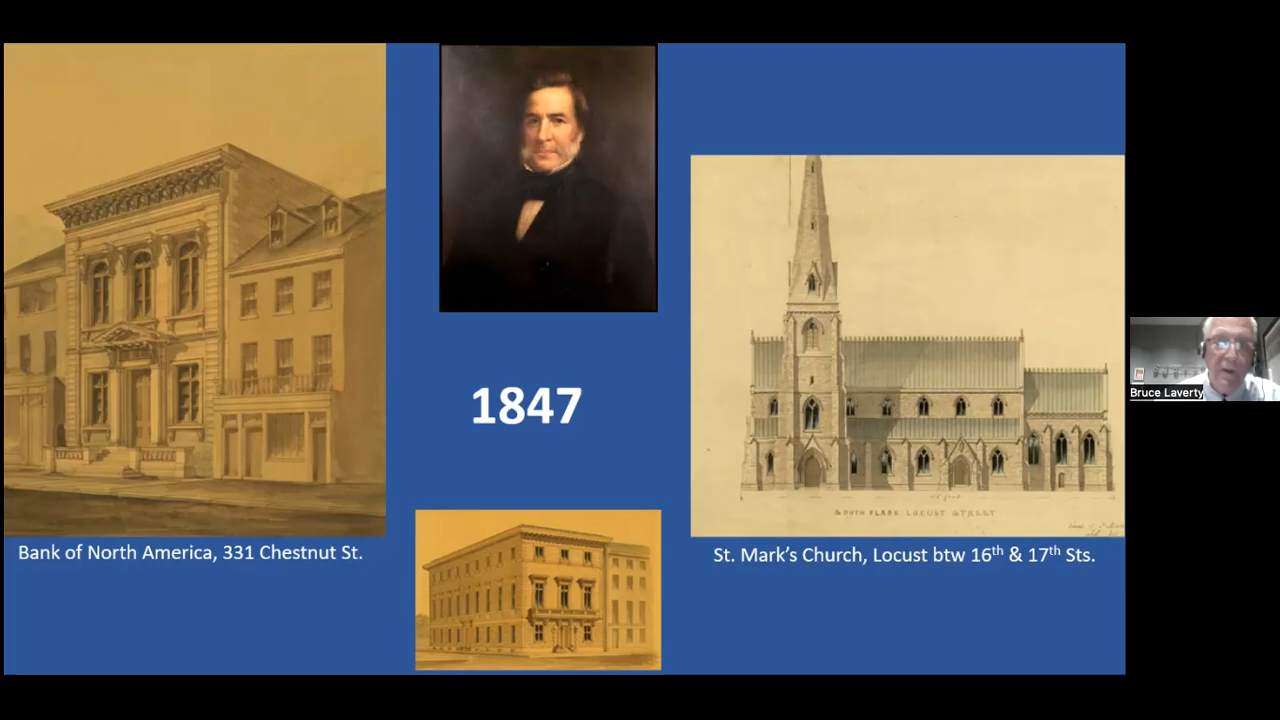 1847
Bank of North America, 331 Chestnut St.
SOUTH FLANK LOCUST STREET
St. Mark's Church, Locust btw 16th & 17th Sts.
Bruce Laverty